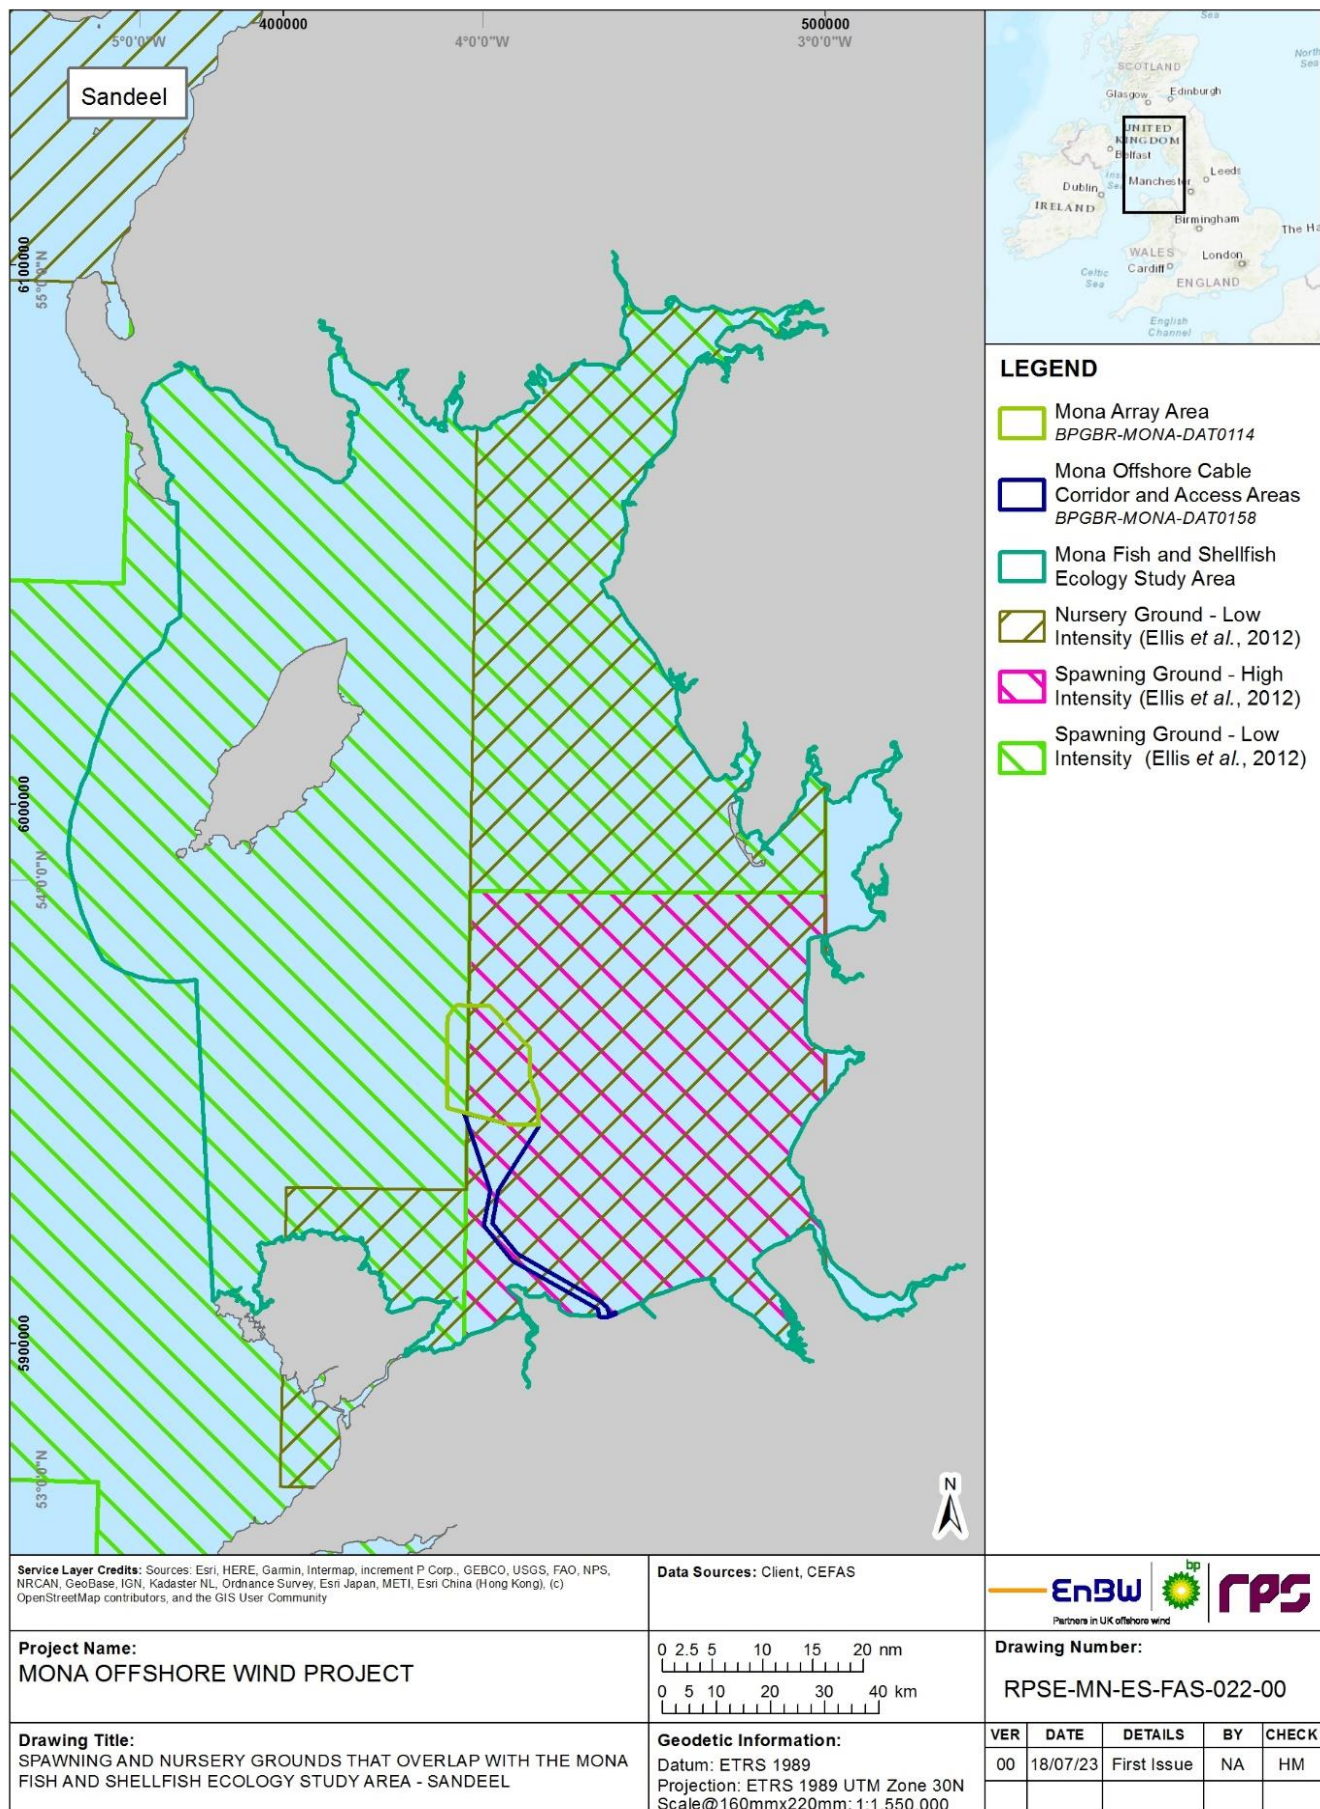 400000
500000
5°0'0"W
4°0'0"W
3°0'0"W
Sandeel
6100000
55°0'0"N
6000000
54°0'0"N
5900000
53°0'0"N
N
Sea
North
Sea
SCOTLAND
Glasgow
Edinburgh
UNITED
KINGDOM
Belfast
Leeds
Dublin
Manchester
IRELAND
Birmingham
The Ha
WALES
London
Cardiff
Celtic
Sea
ENGLAND
English
Channel
LEGEND
Mona Array Area
BPGBR-MONA-DAT0114
Mona Offshore Cable
Corridor and Access Areas
BPGBR-MONA-DAT0158
Mona Fish and Shellfish
Ecology Study Area
Nursery Ground - Low
Intensity (Ellis et al., 2012)
Spawning Ground - High
Intensity (Ellis et al., 2012)
Spawning Ground - Low
Intensity (Ellis et al., 2012)
Service Layer Credits: Sources: Esri, HERE, Garmin, Intermap, increment P Corp., GEBCO, USGS, FAO, NPS,
NRCAN, GeoBase, IGN, Kadaster NL, Ordnance Survey, Esri Japan, METI, Esri China (Hong Kong), (c)
OpenStreetMap contributors, and the GIS User Community
Data Sources: Client, CEFAS
EnBW
bp
rps
Partners in UK offshore wind
Project Name:
MONA OFFSHORE WIND PROJECT
0 2.5 5 10 15 20 nm
0 5 10 20 30 40 km
Drawing Number:
RPSE-MN-ES-FAS-022-00
Drawing Title:
SPAWNING AND NURSERY GROUNDS THAT OVERLAP WITH THE MONA
FISH AND SHELLFISH ECOLOGY STUDY AREA - SANDEEL
Geodetic Information:
Datum: ETRS 1989
Projection: ETRS 1989 UTM Zone 30N
Scale@160mmx220mm: 1:1,550,000
VER DATE DETAILS BY CHECK
00 18/07/23 First Issue NA HM